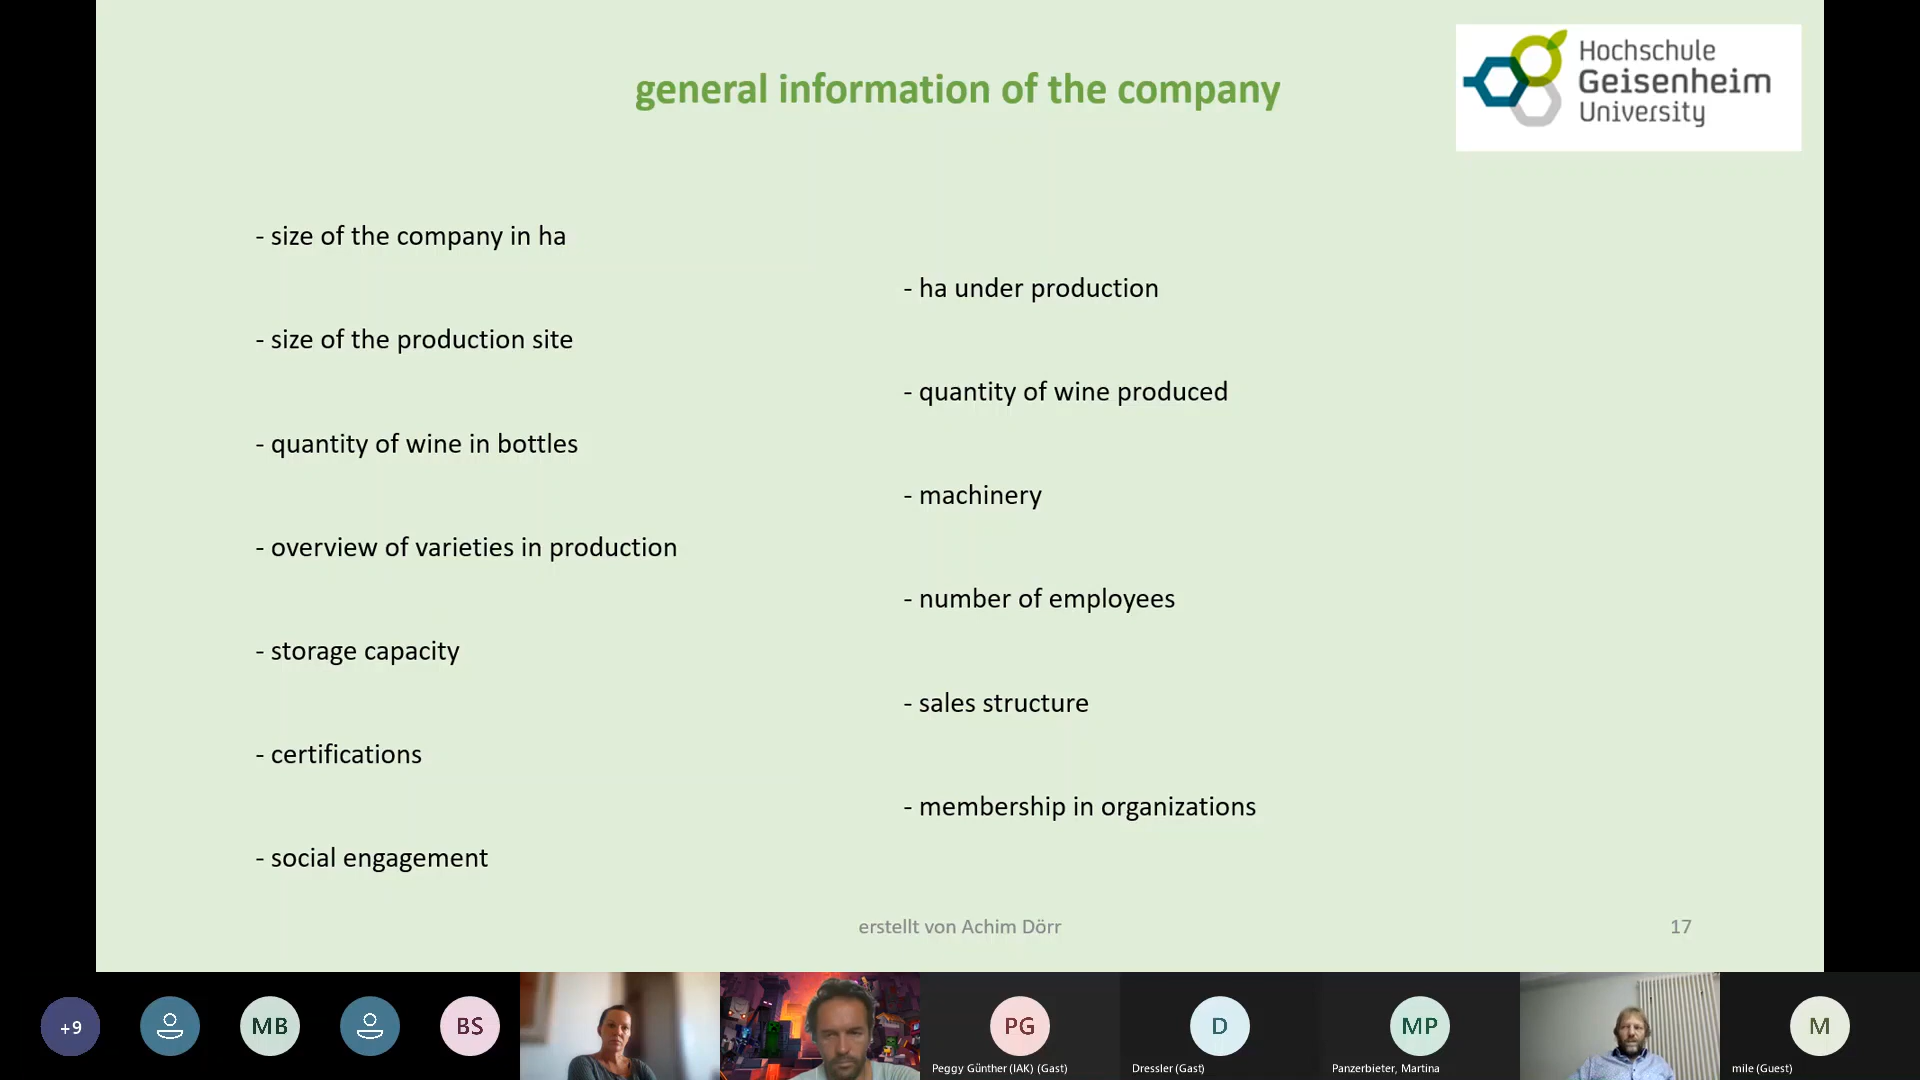 general information of the company
Hochschule
Geisenheim
University
- size of the company in ha
- ha under production
- size of the production site
- quantity of wine produced
- quantity of wine in bottles
- machinery
- overview of varieties in production
- number of employees
- storage capacity
- sales structure
- certifications
- membership in organizations
- social engagement
erstellt von Achim Dörr
17
+9
MB
BS
PG
Peggy Günther (IAK) (Gast)
D
Dressler (Gast)
MP
Panzerbieter, Martina
M
mile (Guest)